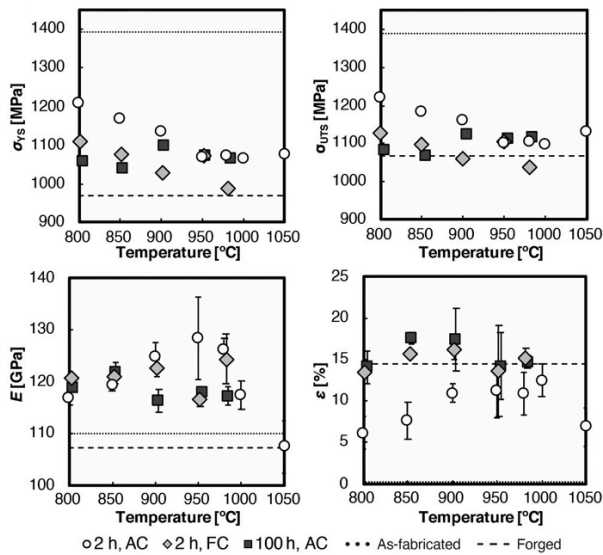 1400
1300
1200
1100
1000
900
σYS [MPa]
800 850 900 950 1000 1050
Temperature [°C]
1400
1300
1200
1100
1000
900
σUTS [MPa]
800 850 900 950 1000 1050
Temperature [°C]
140
130
120
110
100
E [GPa]
800 850 900 950 1000 1050
Temperature [°C]
25
20
15
10
5
0
ε [%]
800 850 900 950 1000 1050
Temperature [°C]
2 h, AC 2 h, FC 100 h, AC As-fabricated Forged